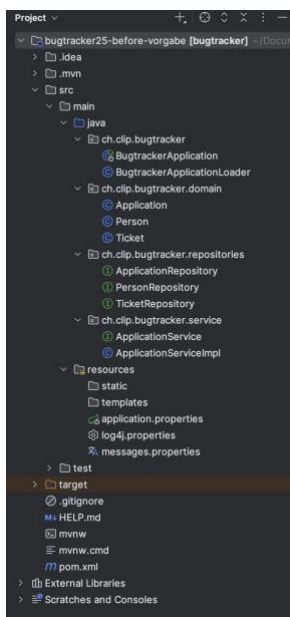 Project
bugtracker25-before-vorgabe [bugtracker] ~/Docu
.idea
.mvn
src
main
java
ch.clip.bugtracker
BugtrackerApplication
BugtrackerApplicationLoader
ch.clip.bugtracker.domain
Application
Person
Ticket
ch.clip.bugtracker.repositories
ApplicationRepository
PersonRepository
TicketRepository
ch.clip.bugtracker.service
ApplicationService
ApplicationServiceImpl
resources
static
templates
application.properties
log4j.properties
messages.properties
test
target
.gitignore
HELP.md
mvnw
mvnw.cmd
pom.xml
External Libraries
Scratches and Consoles